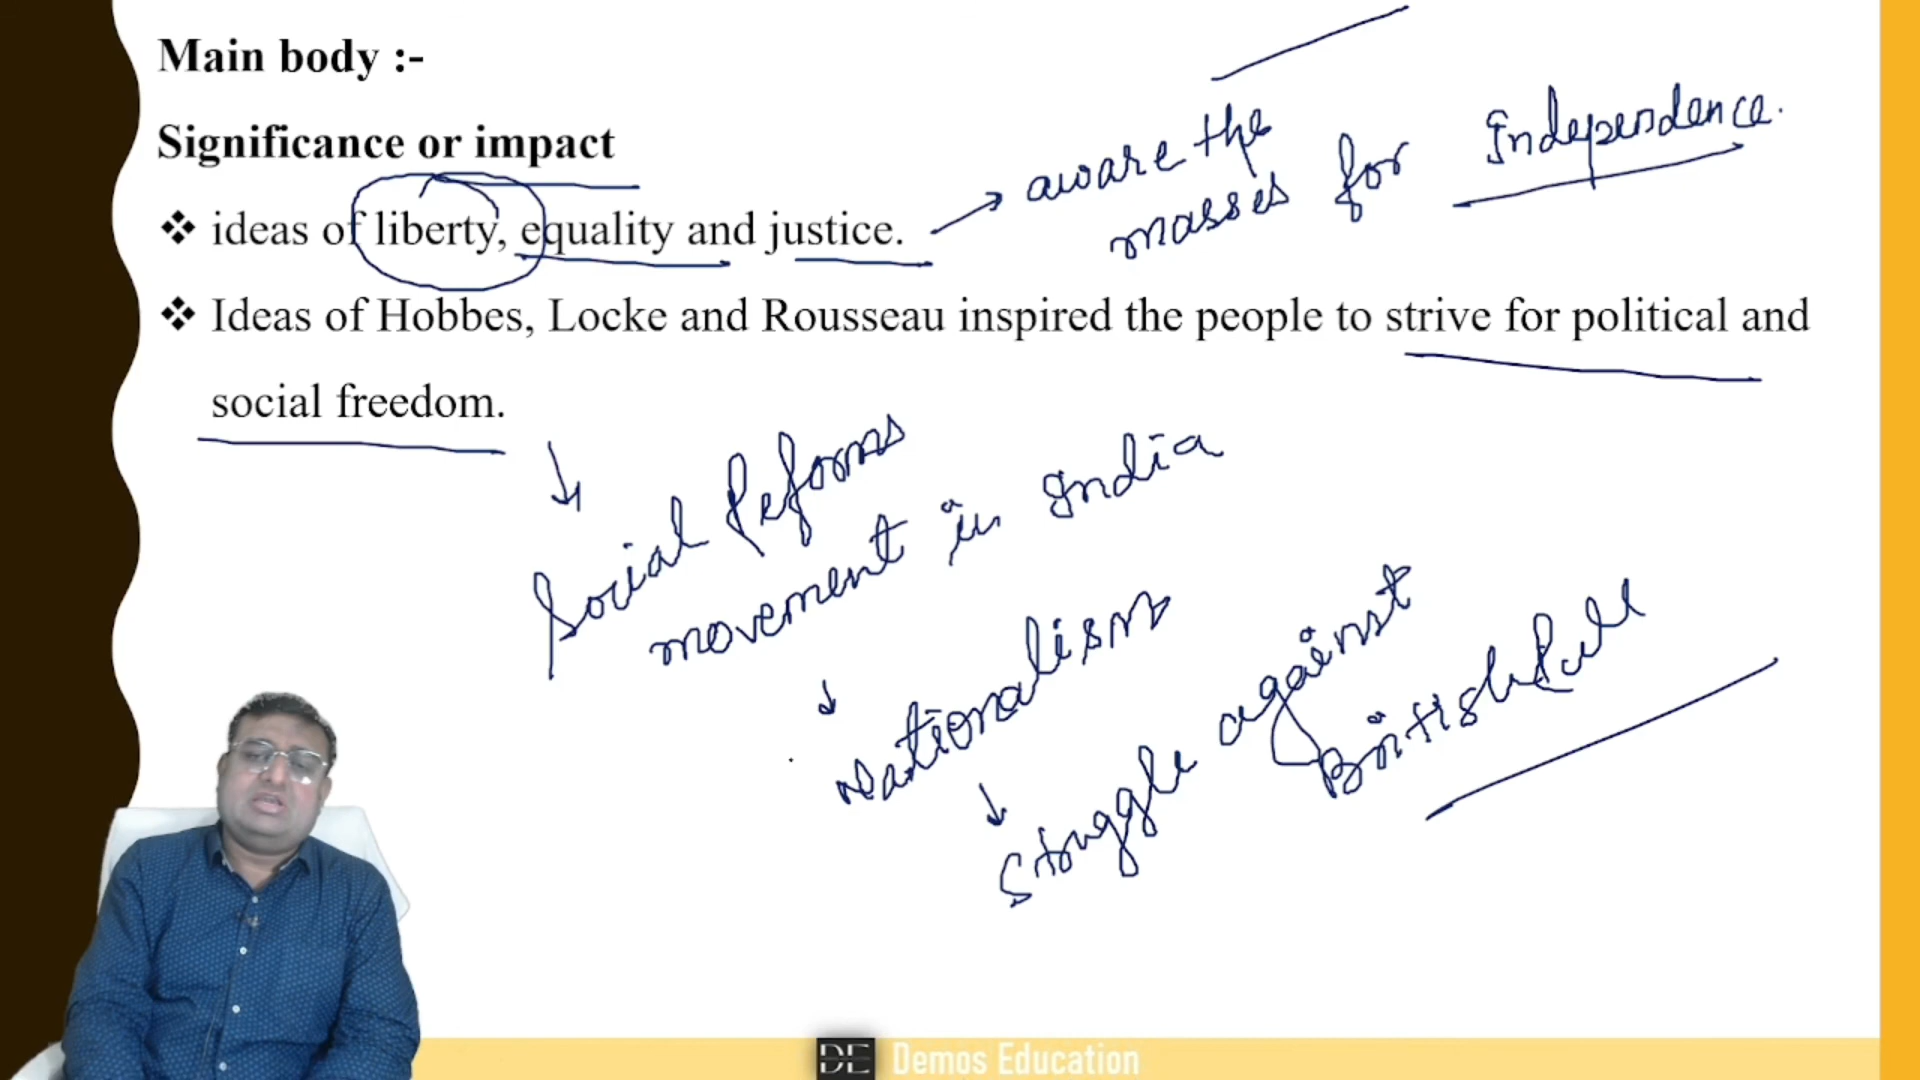 Main body :-
Significance or impact
❖ ideas of liberty, equality and justice.
→ aware the
masses for Independence.
❖ Ideas of Hobbes, Locke and Rousseau inspired the people to strive for political and
social freedom.
↓
Social Reforms
movement in India
↓
Nationalism
↓
Struggle against
British Rule
DE Demos Education